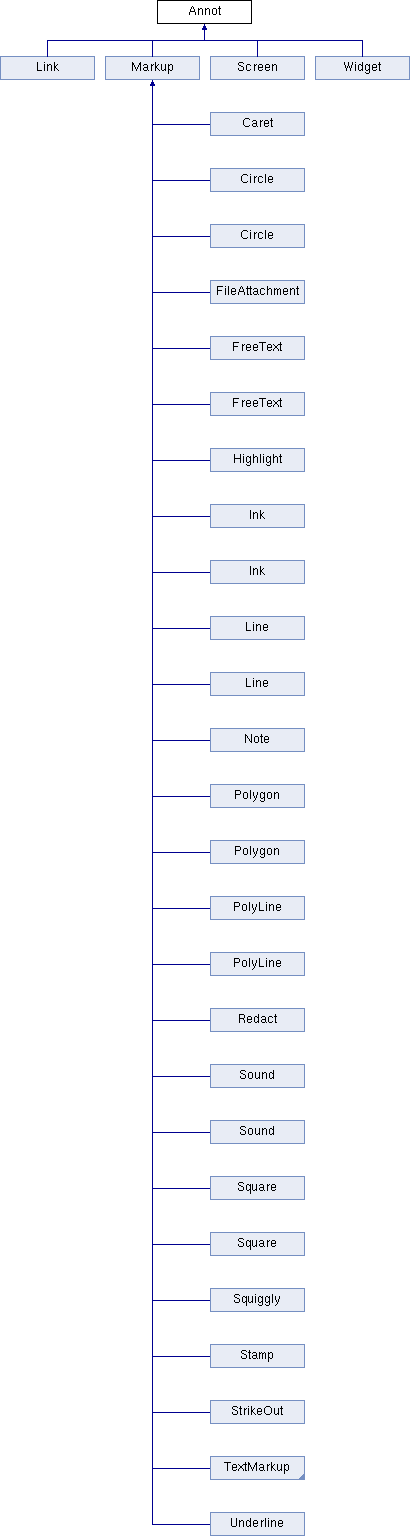 Annot
Link Markup Screen Widget
Caret
Circle
Circle
FileAttachment
FreeText
FreeText
Highlight
Ink
Ink
Line
Line
Note
Polygon
Polygon
PolyLine
PolyLine
Redact
Sound
Sound
Square
Square
Squiggly
Stamp
StrikeOut
TextMarkup
Underline